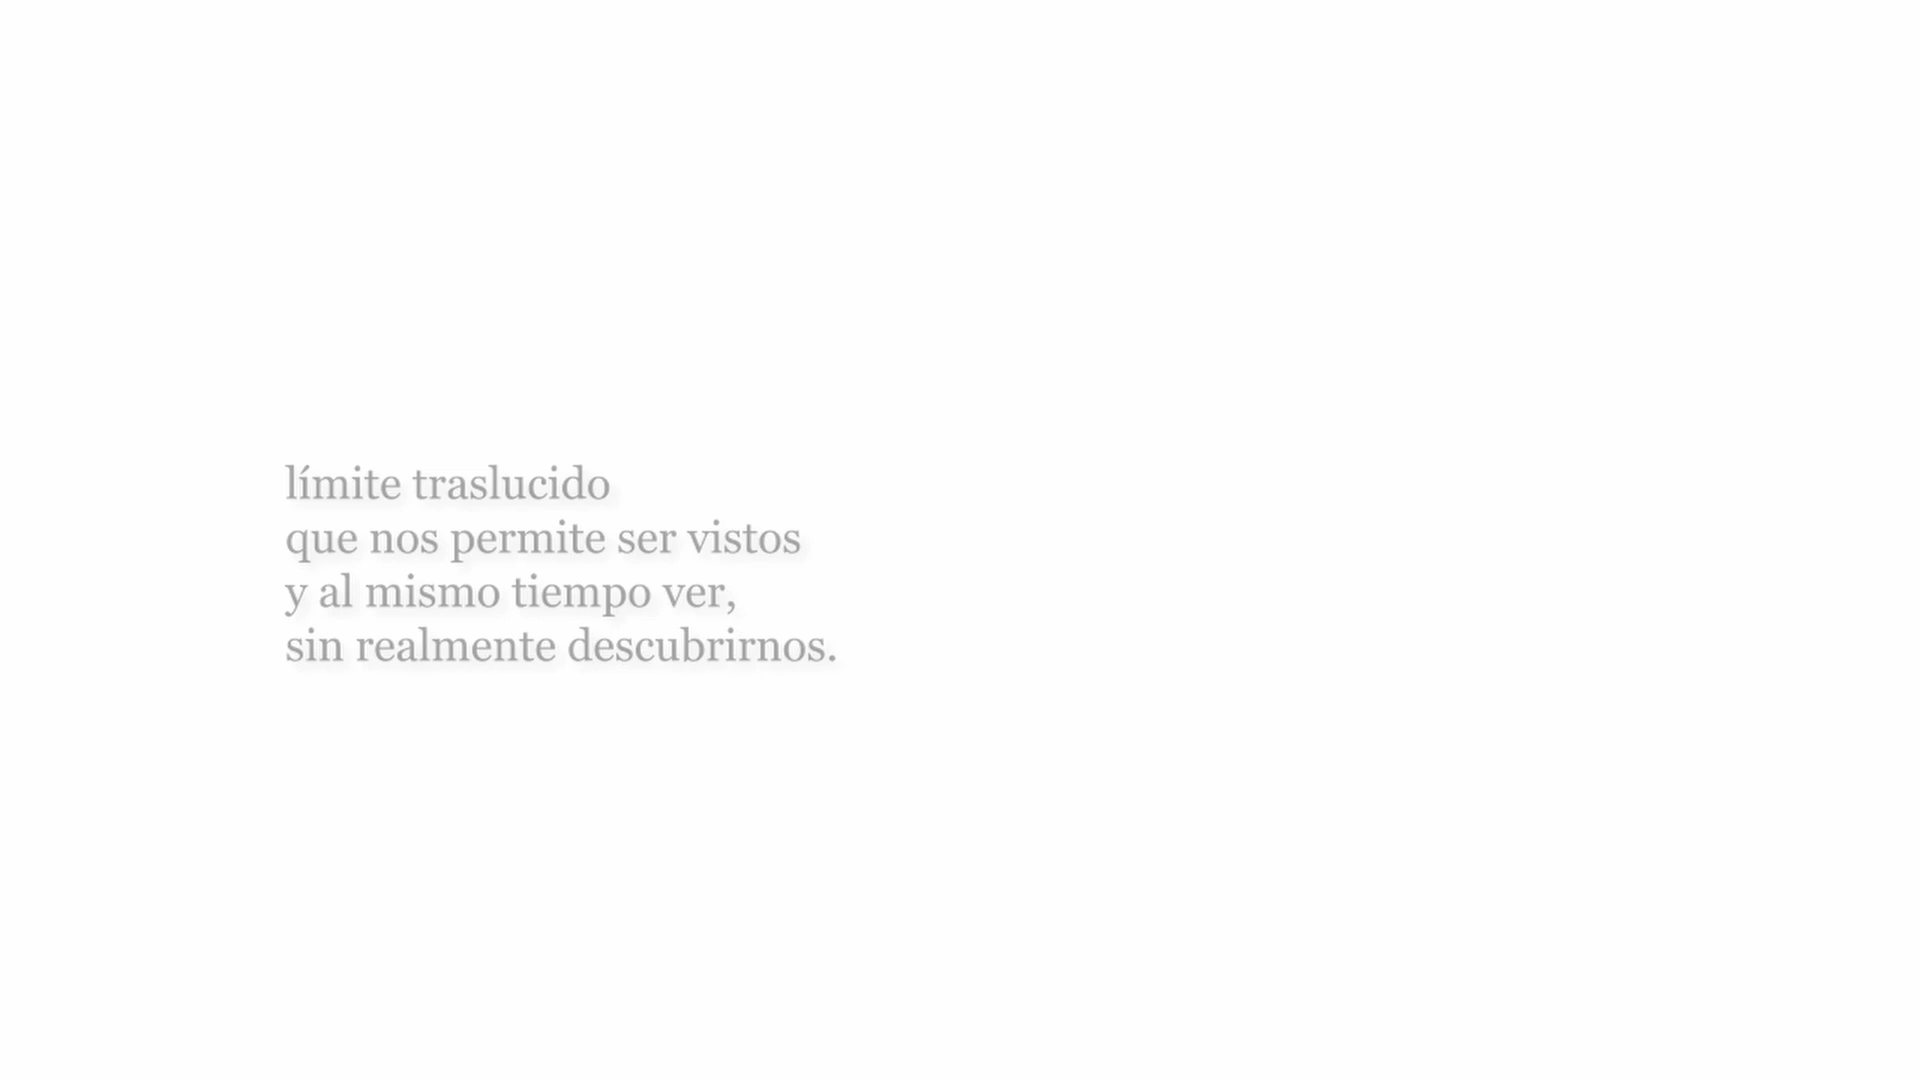 límite traslucido
que nos permite ser vistos
y al mismo tiempo ver,
sin realmente descubrirnos.